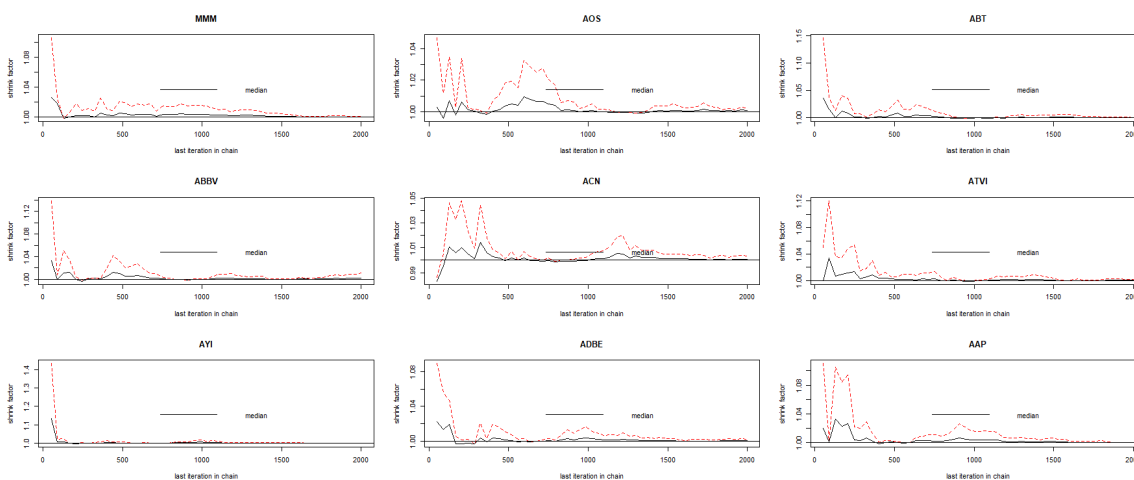 MMM
shrink factor
1.00 1.04 1.08
median
0 500 1000 1500 2000
last iteration in chain
AOS
shrink factor
1.00 1.02 1.04
median
0 500 1000 1500 2000
last iteration in chain
ABT
shrink factor
1.00 1.05 1.10 1.15
median
0 500 1000 1500 2000
last iteration in chain
ABBV
shrink factor
1.00 1.04 1.08 1.12
median
0 500 1000 1500 2000
last iteration in chain
ACN
shrink factor
0.99 1.01 1.03 1.05
median
0 500 1000 1500 2000
last iteration in chain
ATVI
shrink factor
1.00 1.04 1.08 1.12
median
0 500 1000 1500 2000
last iteration in chain
AYI
shrink factor
1.0 1.1 1.2 1.3 1.4
median
0 500 1000 1500 2000
last iteration in chain
ADBE
shrink factor
1.00 1.04 1.08
median
0 500 1000 1500 2000
last iteration in chain
AAP
shrink factor
1.00 1.04 1.08
median
0 500 1000 1500 2000
last iteration in chain